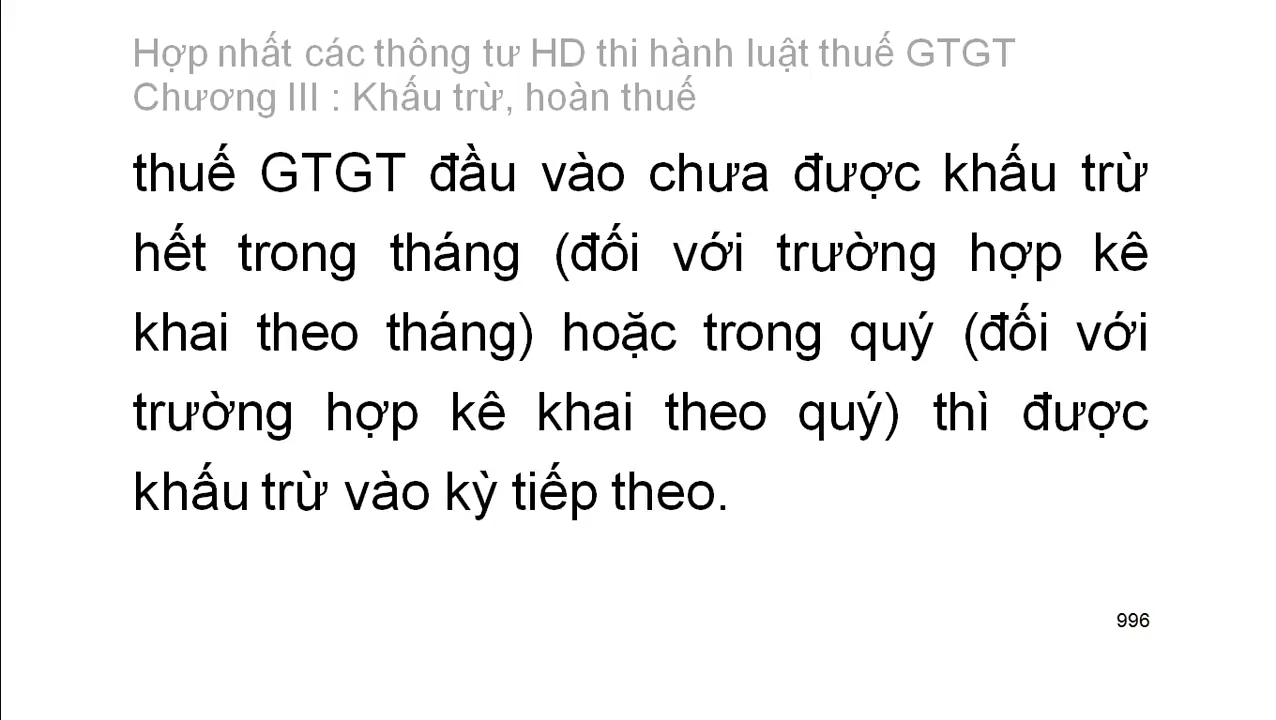 Hợp nhất các thông tư HD thi hành luật thuế GTGT
Chương III : Khấu trừ, hoàn thuế
thuế GTGT đầu vào chưa được khấu trừ
hết trong tháng (đối với trường hợp kê
khai theo tháng) hoặc trong quý (đối với
trường hợp kê khai theo quý) thì được
khấu trừ vào kỳ tiếp theo.
996